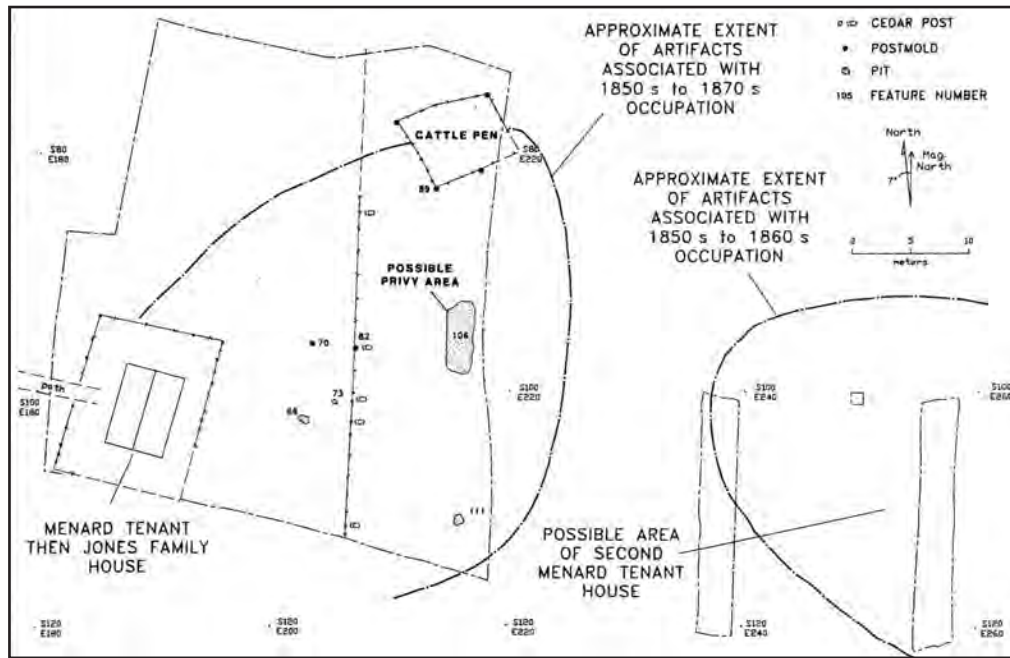 APPROXIMATE EXTENT
OF ARTIFACTS
ASSOCIATED WITH
1850 s to 1870 s
OCCUPATION
CEDAR POST
POSTMOLD
PIT
105 FEATURE NUMBER
North
Mag.
North
7°
0 5 10
meters
CATTLE PEN
S80
E180
S80
E220
89
APPROXIMATE EXTENT
OF ARTIFACTS
ASSOCIATED WITH
1850 s to 1860 s
OCCUPATION
POSSIBLE
PRIVY AREA
106
70
82
73
68
Path
S100
E180
S100
E220
S100
E240
S100
E260
111
MENARD TENANT
THEN JONES FAMILY
HOUSE
POSSIBLE AREA
OF SECOND
MENARD TENANT
HOUSE
S120
E180
S120
E200
S120
E220
S120
E240
S120
E260